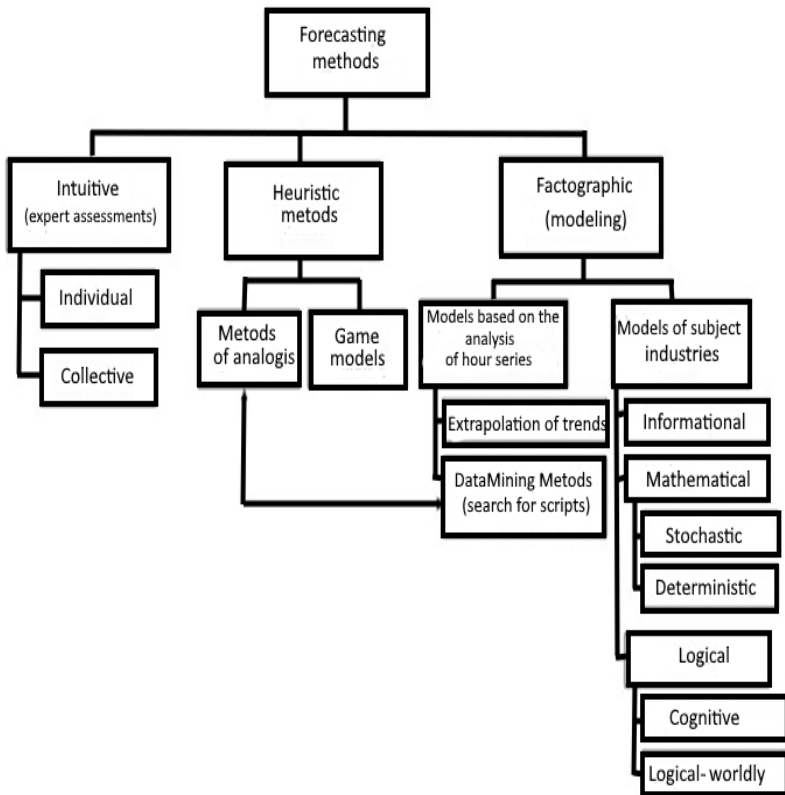 Forecasting
methods
Intuitive
(expert assessments)
Heuristic
metods
Factographic
(modeling)
Individual
Collective
Metods
of analogis
Game
models
Models based on the
analysis
of hour series
Models of subject
industries
Extrapolation of trends
DataMining Metods
(search for scripts)
Informational
Mathematical
Stochastic
Deterministic
Logical
Cognitive
Logical- worldly